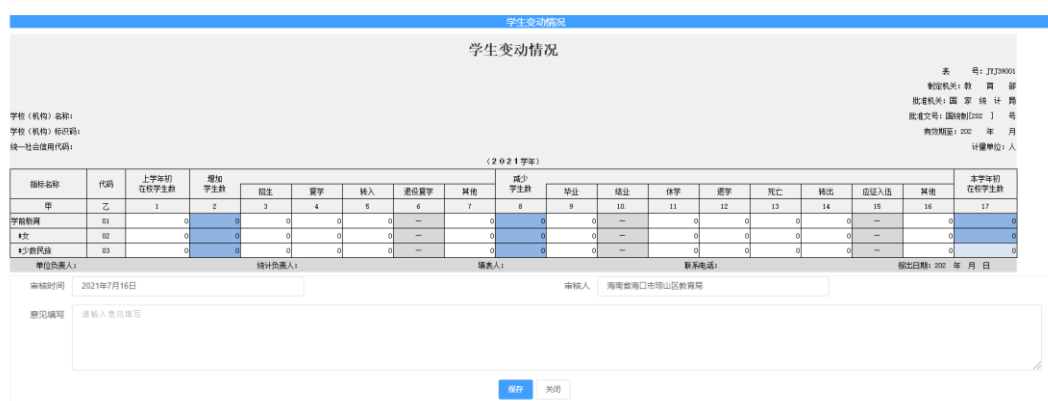 学生变动情况
学生变动情况
表 号: JYJ39001
制定机关: 教 育 部
批准机关: 国 家 统 计 局
学校（机构）名称: 批准文号: 国统制[202 ] 号
学校（机构）标识码: 有效期至: 202 年 月
统一社会信用代码: 计量单位: 人
（2021学年）
指标名称 代码 上学年初在校学生数 增加学生数 招生 复学 转入 退役复学 其他 减少学生数 毕业 结业 休学 退学 死亡 转出 应征入伍 其他 本学年初在校学生数
甲 乙 1 2 3 4 5 6 7 8 9 10. 11 12 13 14 15 16 17
学前教育 01 0 0 0 0 0 — 0 0 0 0 0 0 0 0 — 0 0
#女 02 0 0 0 0 0 — 0 0 0 0 0 0 0 0 — 0 0
#少数民族 03 0 0 0 0 0 — 0 0 0 0 0 0 0 0 — 0 0
单位负责人: 统计负责人: 填表人: 联系电话: 报出日期: 202 年 月 日
审核时间 2021年7月16日 审核人 海南省海口市琼山区教育局
意见填写 请输入意见填写
保存 关闭